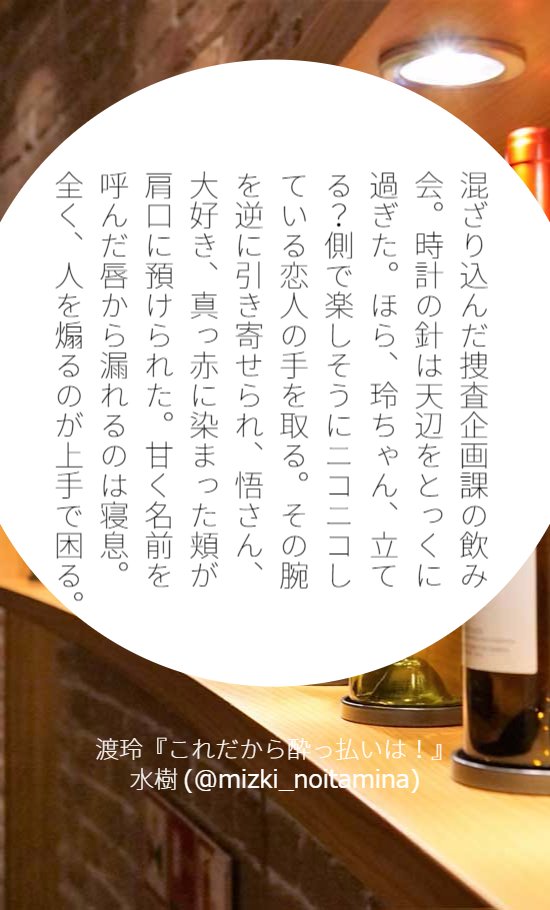 混ざり込んだ捜査企画課の飲み
会。時計の針は天辺をとっくに
過ぎた。ほら、玲ちゃん、立て
る？側で楽しそうにニコニコし
ている恋人の手を取る。その腕
を逆に引き寄せられ、悟さん、
大好き、真っ赤に染まった頬が
肩口に預けられた。甘く名前を
呼んだ唇から漏れるのは寝息。
全く、人を煽るのが上手で困る。
渡玲『これだから酔っ払いは！』
水樹 (@mizki_noitamina)